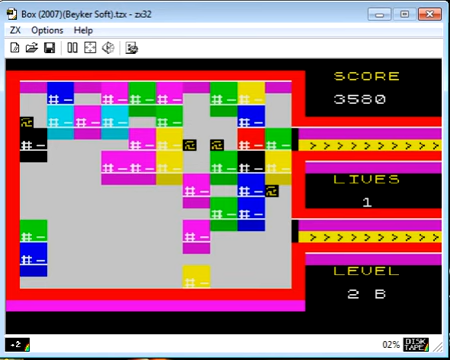 Box (2007)(Beyker Soft).tzx - zx32
ZX Options Help
SCORE
3580
LIVES
1
LEVEL
2 B
02% DISK TAPE